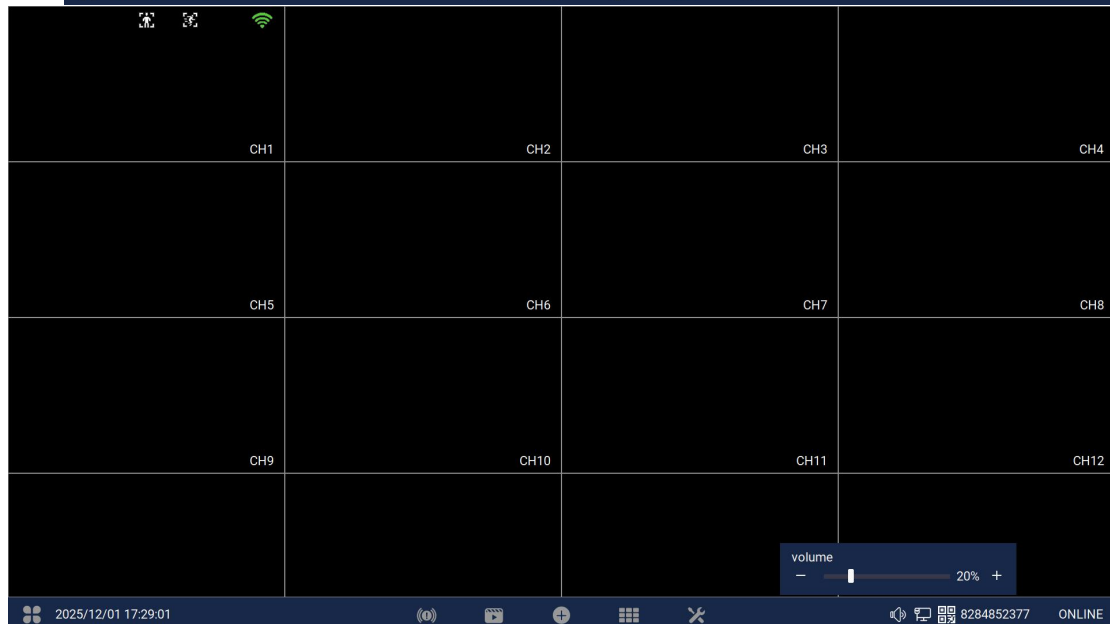 CH1
CH2
CH3
CH4
CH5
CH6
CH7
CH8
CH9
CH10
CH11
CH12
volume
− 20% +
2025/12/01 17:29:01
8284852377 ONLINE